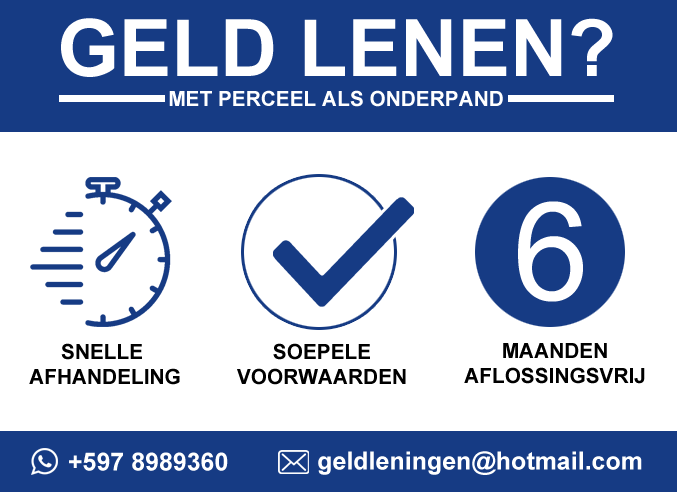 GELD LENEN?
MET PERCEEL ALS ONDERPAND
SNELLE
AFHANDELING
SOEPELE
VOORWAARDEN
6
MAANDEN
AFLOSSINGSVRIJ
+597 8989360
geldleningen@hotmail.com